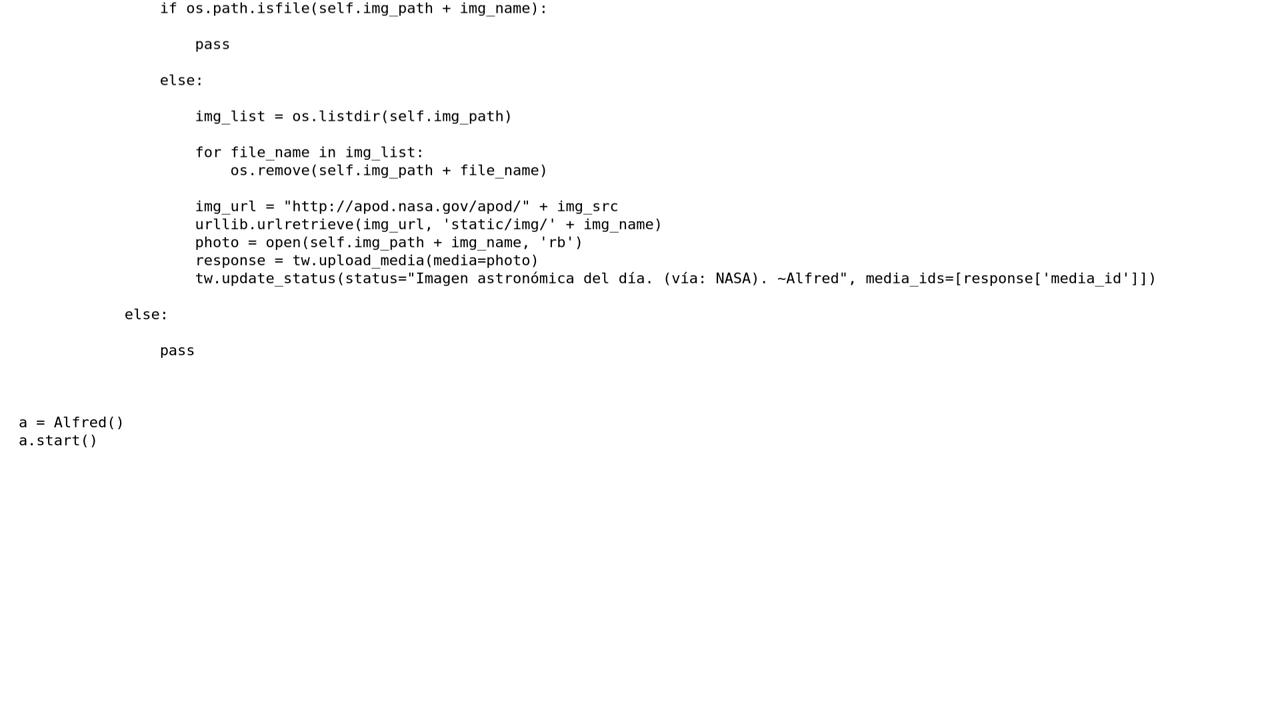 if os.path.isfile(self.img_path + img_name):
pass
else:
img_list = os.listdir(self.img_path)
for file_name in img_list:
os.remove(self.img_path + file_name)
img_url = "http://apod.nasa.gov/apod/" + img_src
urllib.urlretrieve(img_url, 'static/img/' + img_name)
photo = open(self.img_path + img_name, 'rb')
response = tw.upload_media(media=photo)
tw.update_status(status="Imagen astronómica del día. (vía: NASA). ~Alfred", media_ids=[response['media_id']])
else:
pass
a = Alfred()
a.start()